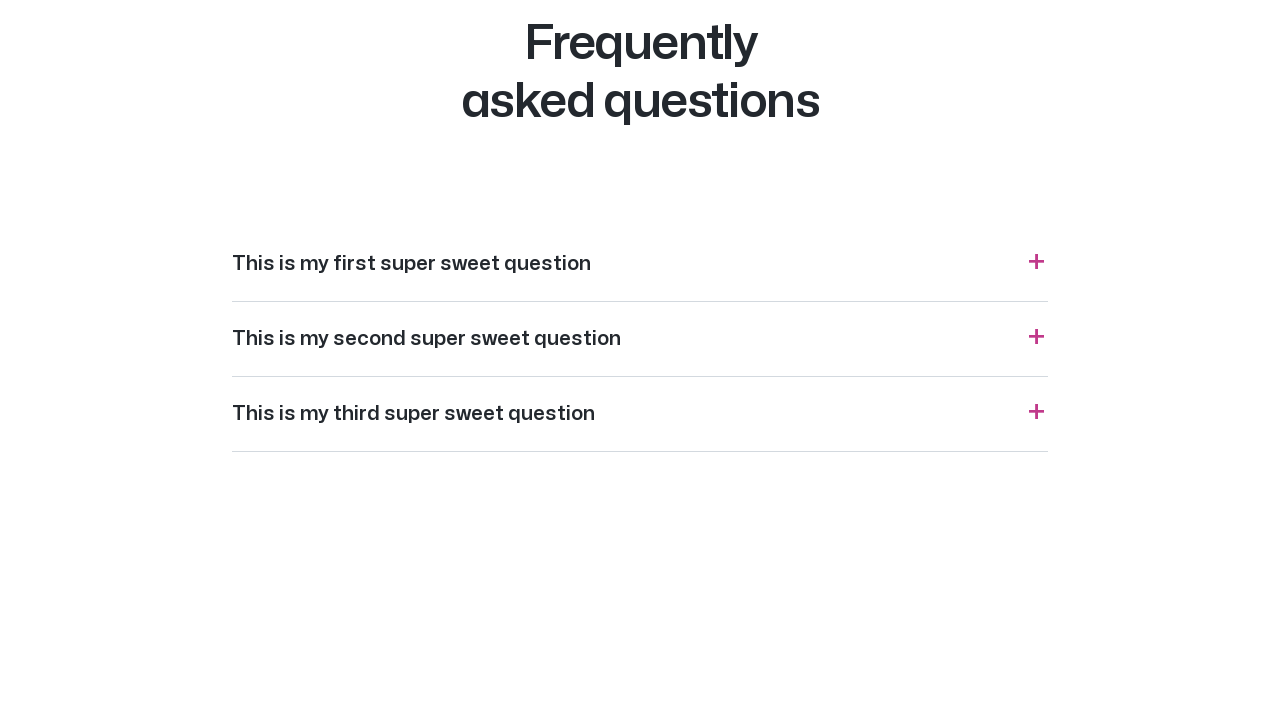 Frequently
asked questions
This is my first super sweet question
This is my second super sweet question
This is my third super sweet question